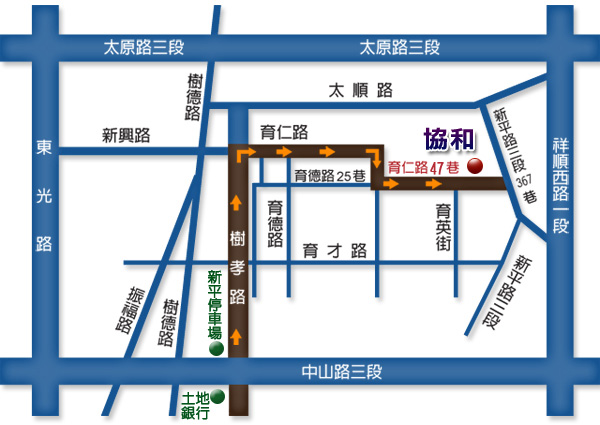 太原路三段
太原路三段
樹德路
太順路
新興路
育仁路
協和
新平路三段
367
巷
東光路
祥順西路一段
育仁路47巷
育德路25巷
育德路
育英街
育才路
樹孝路
新平停車場
新平路三段
振福路
樹德路
中山路三段
土地
銀行